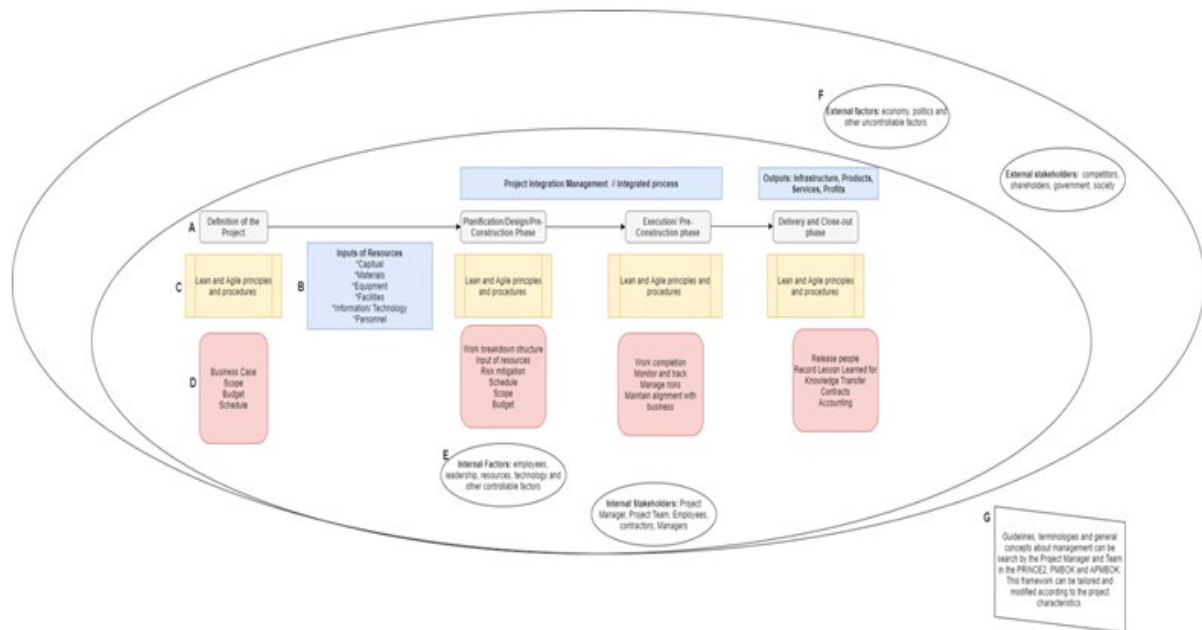 F
External factors: economy, politics and
other uncontrollable factors.
External stakeholders: competitors,
shareholders, government, society
Project Integration Management // Integrated process
Outputs: Infrastructure, Products,
Services, Profits
A
Definition of the
Project
Planification/Design/Pre-
Construction Phase
Execution/ Pre-
Construction phase
Delivery and Close-out
phase
C
Lean and Agile principles
and procedures
B
Inputs of Resources
*Capitual
*Materials
*Equipment
*Facilities
*Information/ Technology
*Personnel
Lean and Agile principles
and procedures
Lean and Agile principles and
procedures
Lean and Agile principles
and procedures
D
Business Case
Scope
Budget
Schedule
Work breakdown structure
Input of resources
Risk mitigation
Schedule
Scope
Budget
Work completion
Monitor and track
Manage risks
Maintain alignment with
business
Release people
Record Lesson Learned for
Knowledge Transfer
Contracts
Accounting
E
Internal Factors: employees,
leadership, resources, technology and
other controllable factors
Internal Stakeholders: Project
Manager, Project Team, Employees,
contractors, Managers
G
Guidelines, terminologies and general
concepts about management can be
search by the Project Manager and Team
in the PRINCE2, PMBOK and APMBOK.
This framework can be tailored and
modified according to the project
characteristics